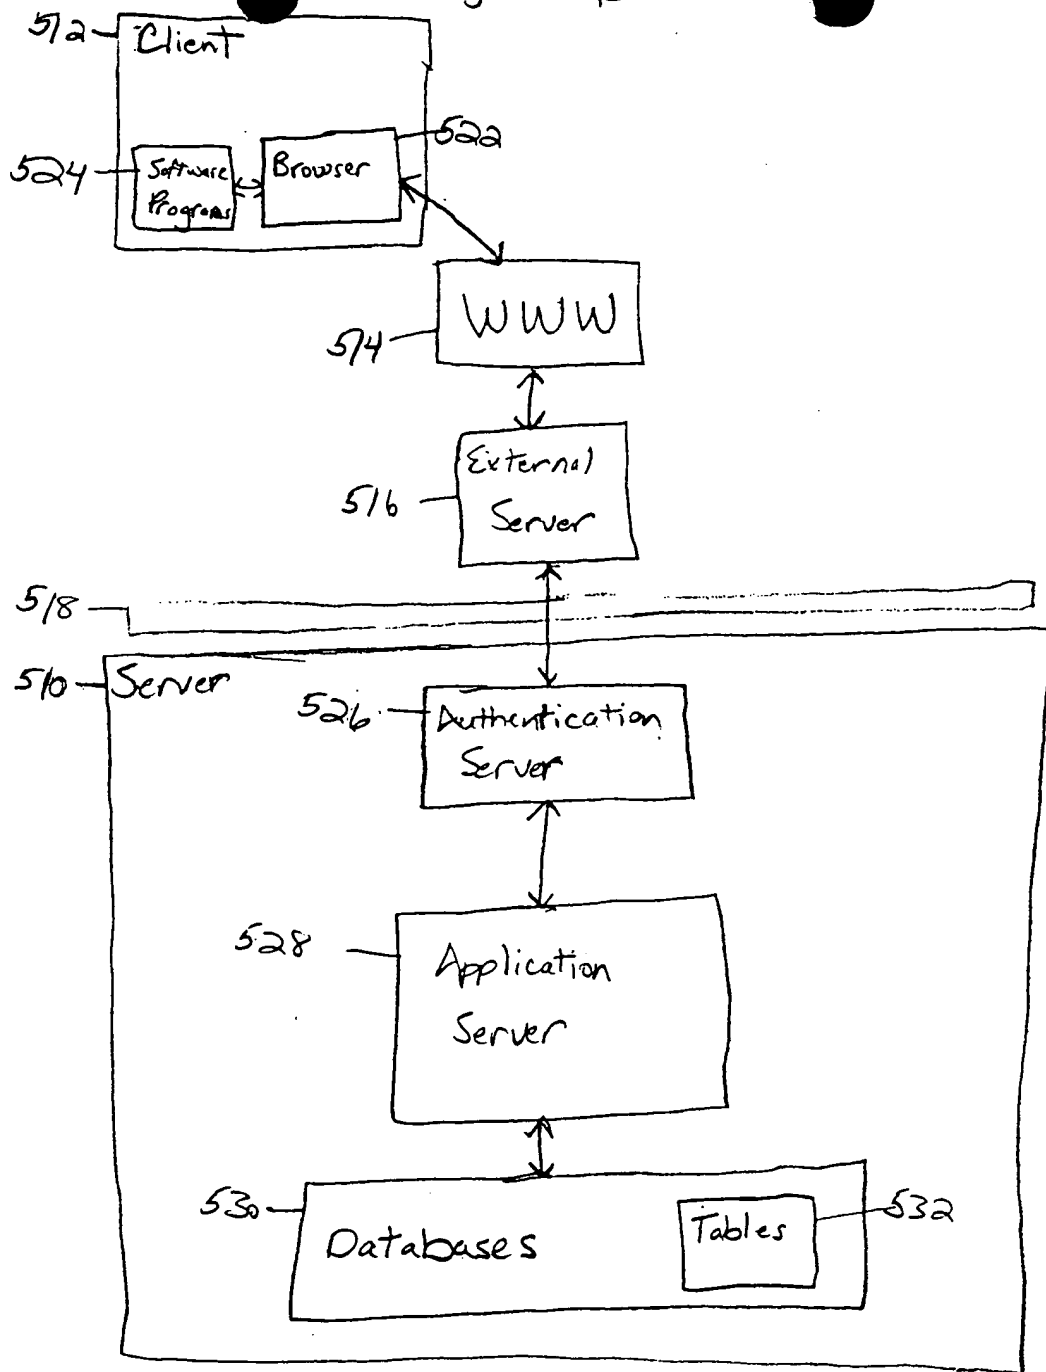 512 Client
522
524 Software Programs
Browser
514 WWW
516 External Server
518
510 Server
526 Authentication Server
528 Application Server
530 Databases
Tables 532